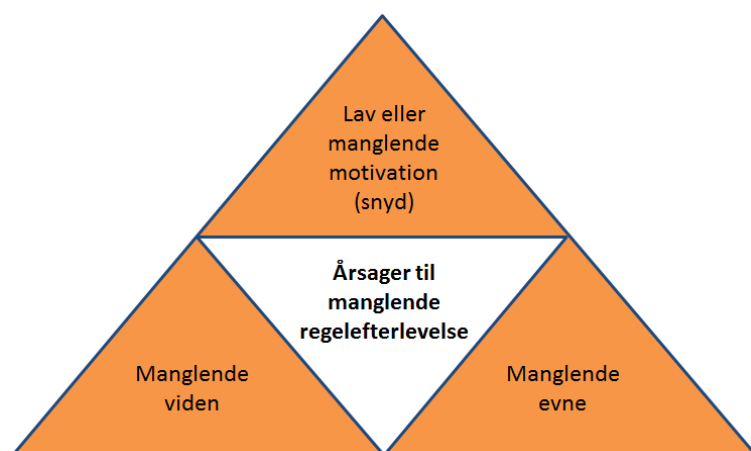 Lav eller
manglende
motivation
(snyd)
Årsager til
manglende
regelefterlevelse
Manglende
viden
Manglende
evne